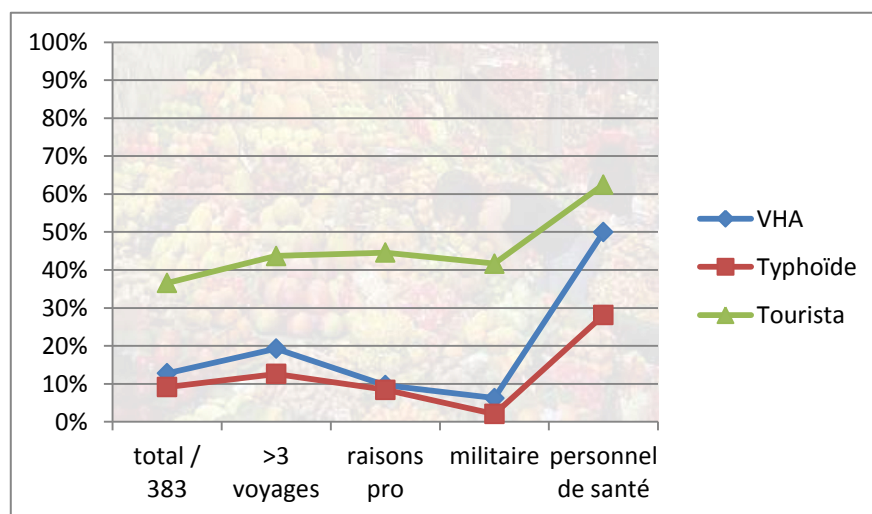 100%
90%
80%
70%
60%
50%
40%
30%
20%
10%
0%
total /
383
>3
voyages
raisons
pro
militaire
personnel
de santé
VHA
Typhoïde
Tourista